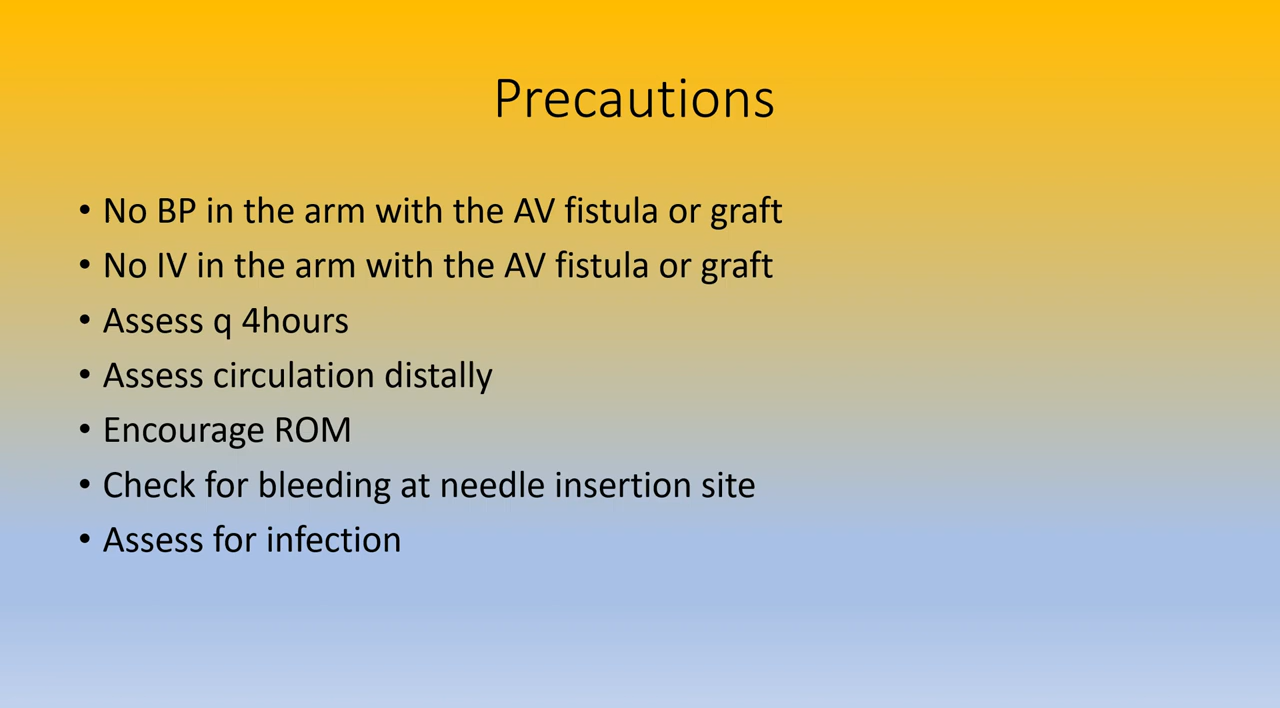 Precautions
• No BP in the arm with the AV fistula or graft
• No IV in the arm with the AV fistula or graft
• Assess q 4hours
• Assess circulation distally
• Encourage ROM
• Check for bleeding at needle insertion site
• Assess for infection